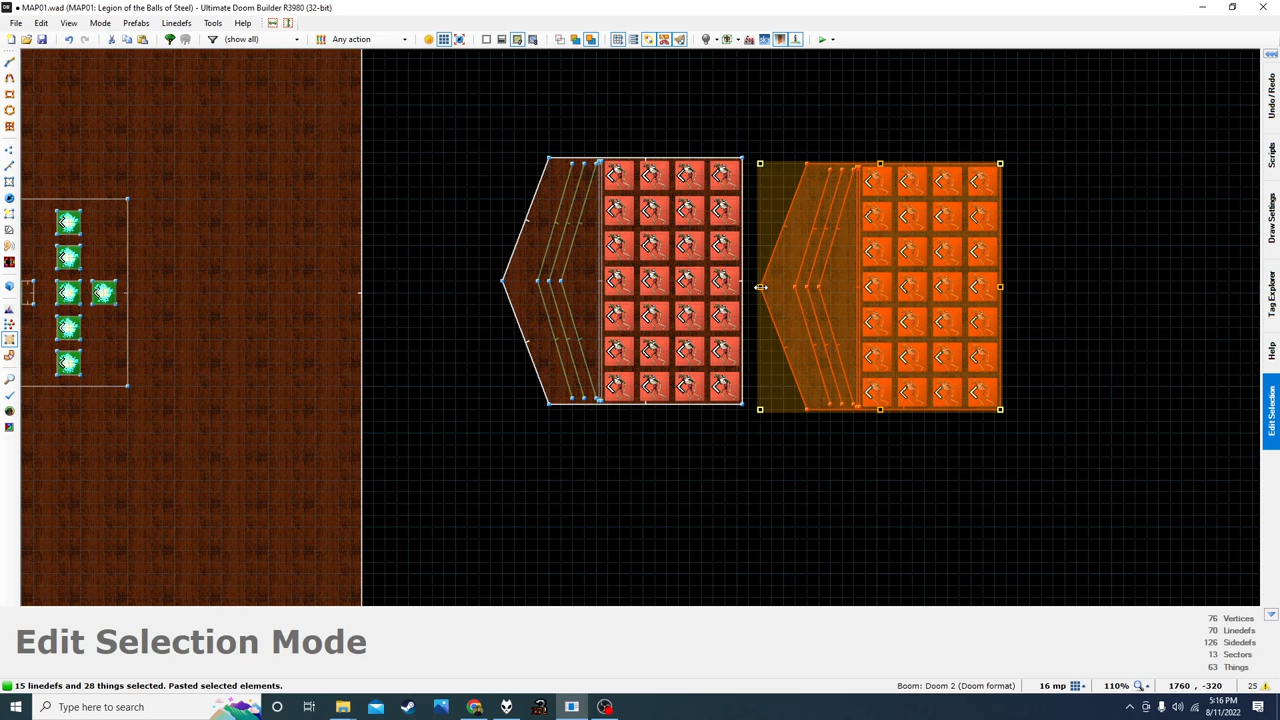 MAP01.wad (MAP01: Legion of the Balls of Steel) - Ultimate Doom Builder R3980 (32-bit)
File Edit View Mode Prefabs Linedefs Tools Help
(show all) Any action
Undo / Redo
Scripts
Draw Settings
Tag Explorer
Help
Edit Selection
Edit Selection Mode
76 Vertices
70 Linedefs
126 Sidedefs
13 Sectors
63 Things
15 linedefs and 28 things selected. Pasted selected elements.
Boom: Doom 2 (Doom format) 16 mp 110% 1760 , -320 25
Type here to search
5:16 PM
8/11/2022